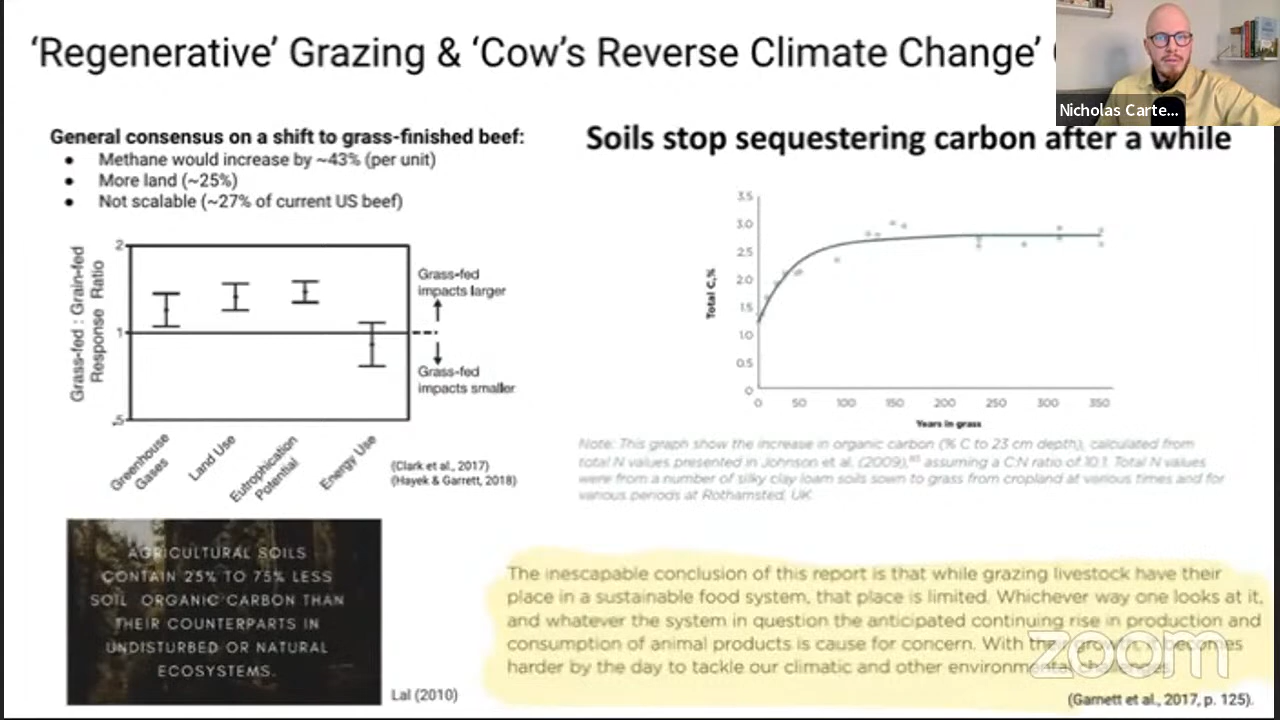 ‘Regenerative’ Grazing & ‘Cow’s Reverse Climate Change’
Nicholas Carte...
General consensus on a shift to grass-finished beef:
● Methane would increase by ~43% (per unit)
● More land (~25%)
● Not scalable (~27% of current US beef)
Grass-fed : Grain-fed
Response Ratio
2
1
.5
Grass-fed
impacts larger
Grass-fed
impacts smaller
Greenhouse
Gases
Land Use
Eutrophication
Potential
Energy Use
(Clark et al., 2017)
(Hayek & Garrett, 2018)
Soils stop sequestering carbon after a while
Total C,%
3.5
3.0
2.5
2.0
1.5
1.0
0.5
0
0 50 100 150 200 250 300 350
Years in grass
Note: This graph show the increase in organic carbon (% C to 23 cm depth), calculated from
total N values presented in Johnson et al. (2009), assuming a C:N ratio of 10:1. Total N values
were from a number of silky clay loam soils sown to grass from cropland at various times and for
various periods at Rothamsted, UK
AGRICULTURAL SOILS
CONTAIN 25% TO 75% LESS
SOIL ORGANIC CARBON THAN
THEIR COUNTERPARTS IN
UNDISTURBED OR NATURAL
ECOSYSTEMS.
Lal (2010)
The inescapable conclusion of this report is that while grazing livestock have their
place in a sustainable food system, that place is limited. Whichever way one looks at it,
and whatever the system in question the anticipated continuing rise in production and
consumption of animal products is cause for concern. With their growth, it becomes
harder by the day to tackle our climatic and other environmental challenges.
zoom
(Garnett et al., 2017, p. 125).